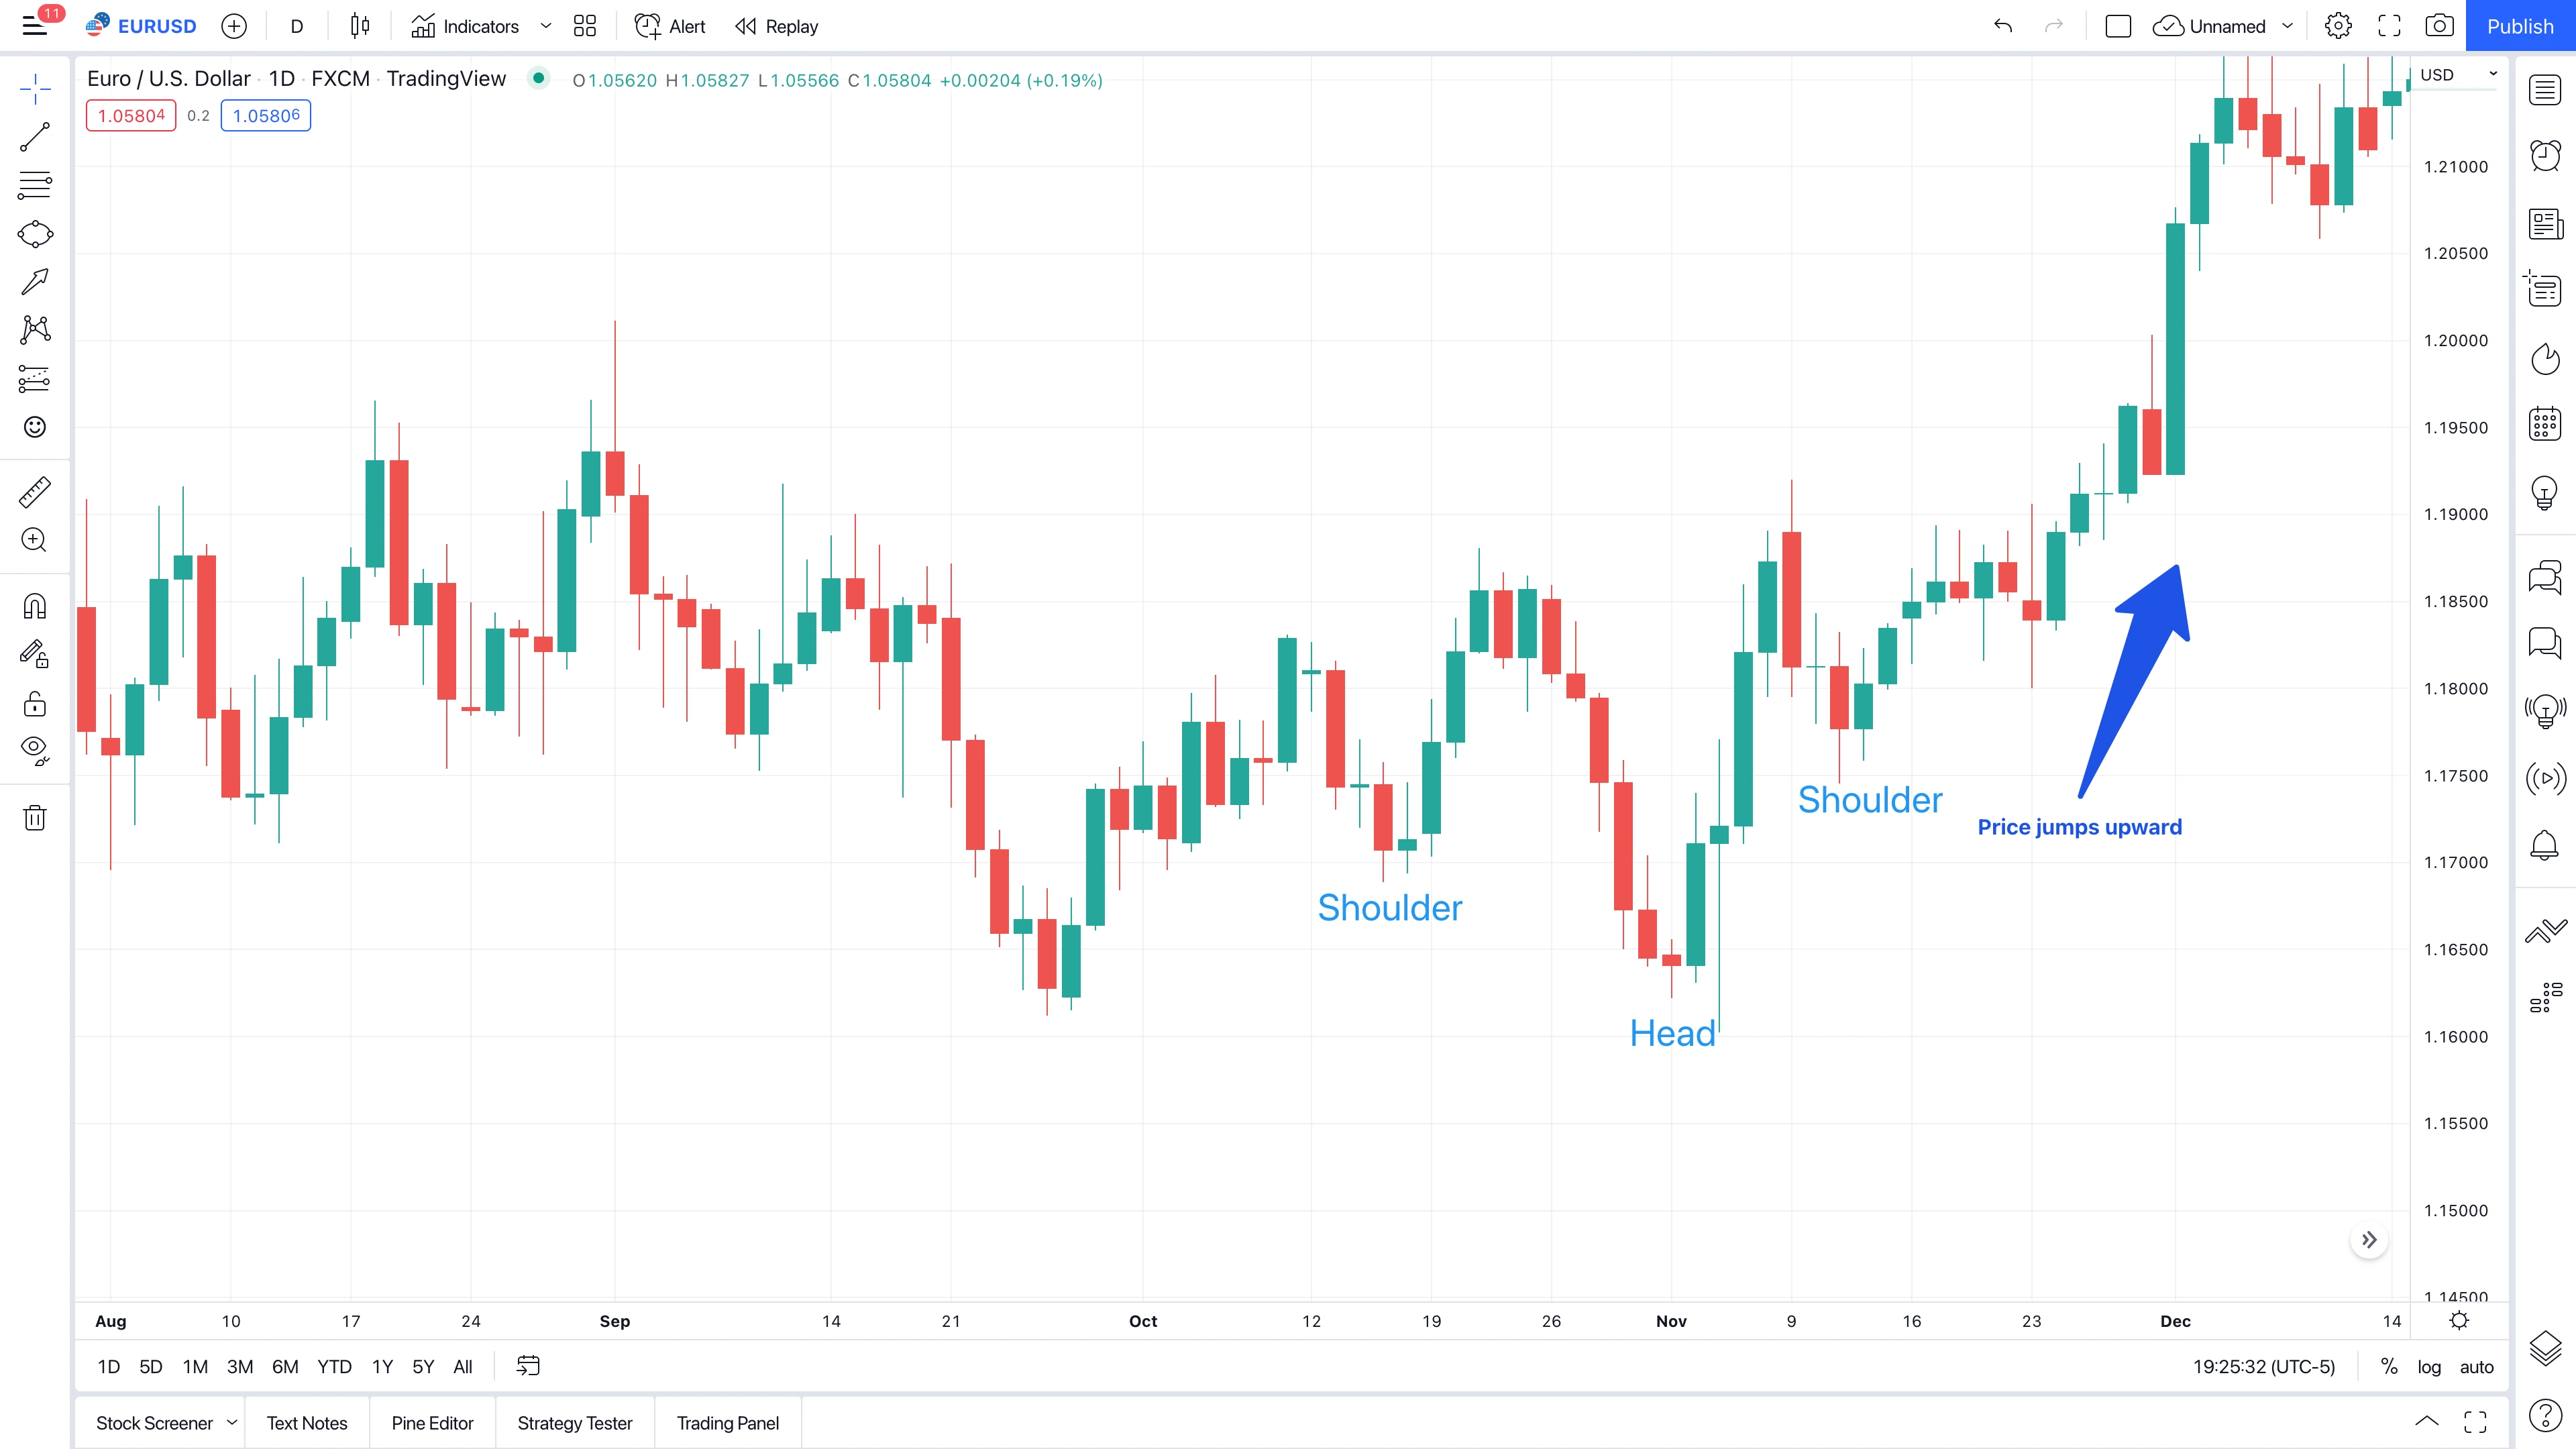 11
EURUSD
D
Indicators
Alert
Replay
Unnamed
Publish
Euro / U.S. Dollar · 1D · FXCM · TradingView
O1.05620 H1.05827 L1.05566 C1.05804 +0.00204 (+0.19%)
1.05804 0.2 1.05806
USD
1.21000
1.20500
1.20000
1.19500
1.19000
1.18500
1.18000
1.17500
1.17000
1.16500
1.16000
1.15500
1.15000
1.14500
Shoulder
Price jumps upward
Shoulder
Head
Aug 10 17 24 Sep 14 21 Oct 12 19 26 Nov 9 16 23 Dec 14
1D 5D 1M 3M 6M YTD 1Y 5Y All
19:25:32 (UTC-5) % log auto
Stock Screener Text Notes Pine Editor Strategy Tester Trading Panel